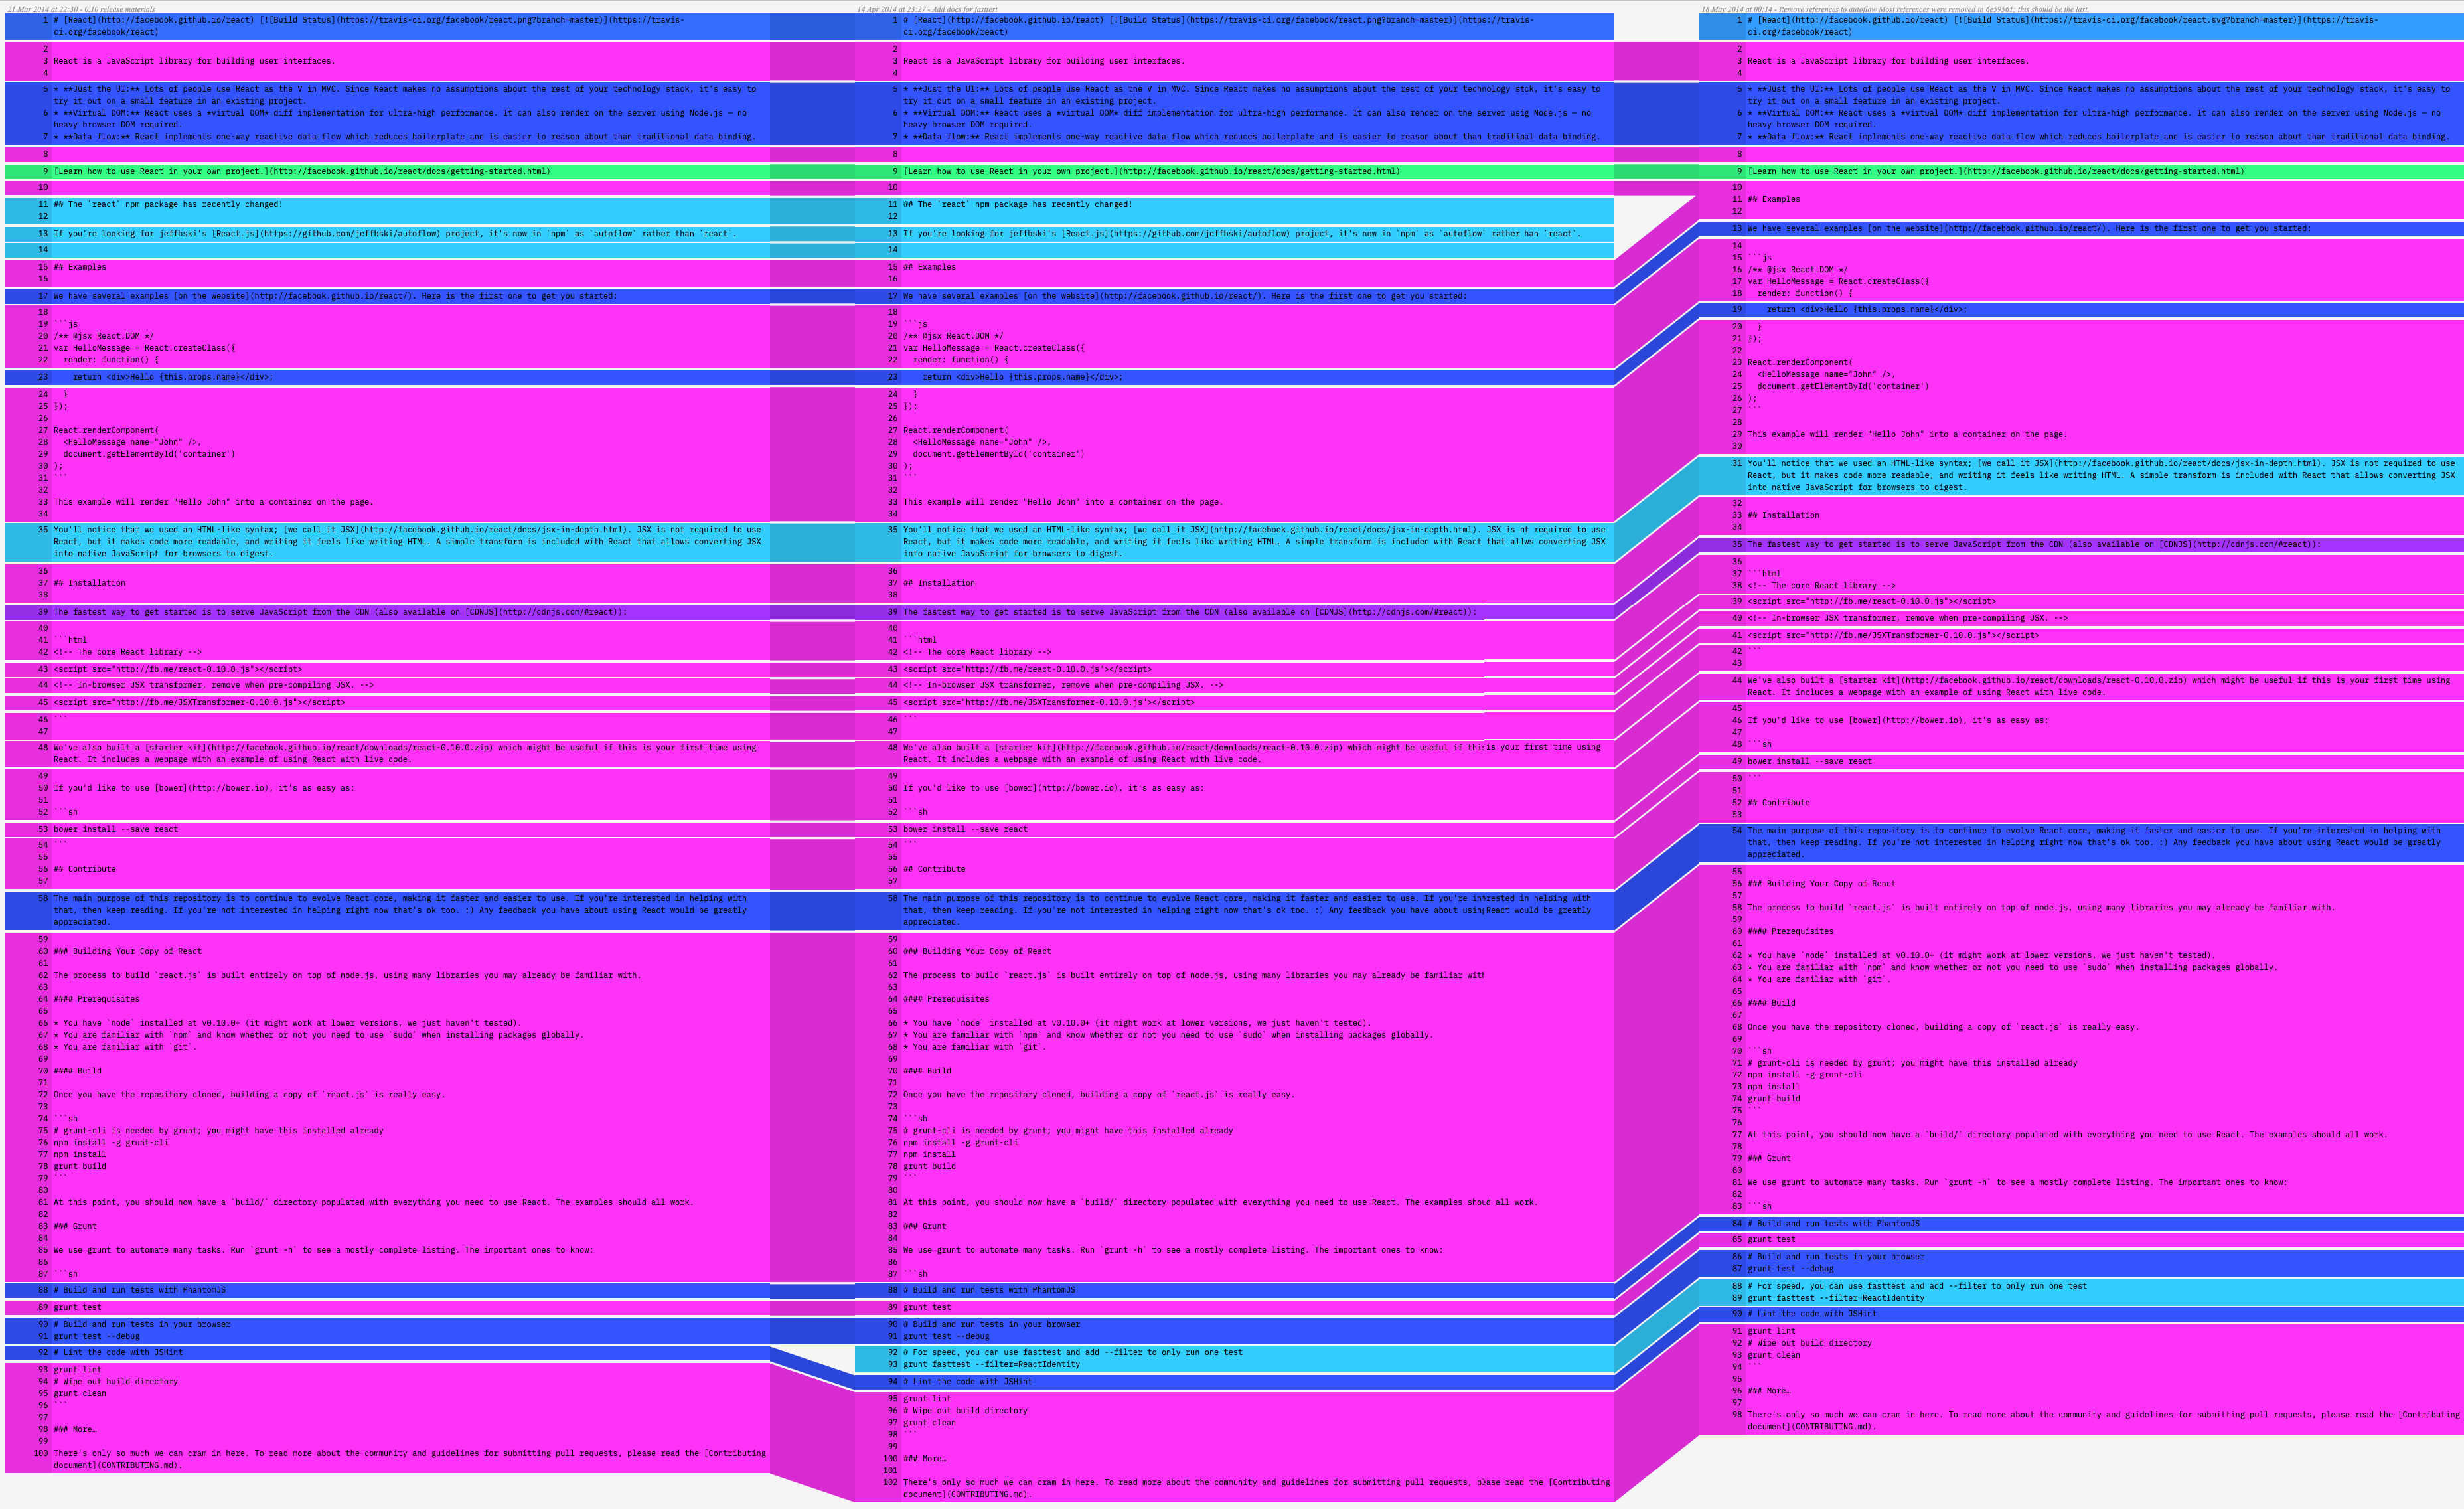 21 Mar 2014 at 22:30 - 0.10 release materials
1 # [React](http://facebook.github.io/react) [![Build Status](https://travis-ci.org/facebook/react.png?branch=master)](https://travis-
ci.org/facebook/react)
2
3 React is a JavaScript library for building user interfaces.
4
5 * **Just the UI:** Lots of people use React as the V in MVC. Since React makes no assumptions about the rest of your technology stack, it's easy to
try it out on a small feature in an existing project.
6 * **Virtual DOM:** React uses a *virtual DOM* diff implementation for ultra-high performance. It can also render on the server using Node.js — no
heavy browser DOM required.
7 * **Data flow:** React implements one-way reactive data flow which reduces boilerplate and is easier to reason about than traditional data binding.
8
9 [Learn how to use React in your own project.](http://facebook.github.io/react/docs/getting-started.html)
10
11 ## The `react` npm package has recently changed!
12
13 If you're looking for jeffbski's [React.js](https://github.com/jeffbski/autoflow) project, it's now in `npm` as `autoflow` rather than `react`.
14
15 ## Examples
16
17 We have several examples [on the website](http://facebook.github.io/react/). Here is the first one to get you started:
18
19 ```js
20 /** @jsx React.DOM */
21 var HelloMessage = React.createClass({
22 render: function() {
23 return <div>Hello {this.props.name}</div>;
24 }
25 });
26
27 React.renderComponent(
28 <HelloMessage name="John" />,
29 document.getElementById('container')
30 );
31 ```
32
33 This example will render "Hello John" into a container on the page.
34
35 You'll notice that we used an HTML-like syntax; [we call it JSX](http://facebook.github.io/react/docs/jsx-in-depth.html). JSX is not required to use
React, but it makes code more readable, and writing it feels like writing HTML. A simple transform is included with React that allows converting JSX
into native JavaScript for browsers to digest.
36
37 ## Installation
38
39 The fastest way to get started is to serve JavaScript from the CDN (also available on [CDNJS](http://cdnjs.com/#react)):
40
41 ```html
42 <!-- The core React library -->
43 <script src="http://fb.me/react-0.10.0.js"></script>
44 <!-- In-browser JSX transformer, remove when pre-compiling JSX. -->
45 <script src="http://fb.me/JSXTransformer-0.10.0.js"></script>
46 ```
47
48 We've also built a [starter kit](http://facebook.github.io/react/downloads/react-0.10.0.zip) which might be useful if this is your first time using
React. It includes a webpage with an example of using React with live code.
49
50 If you'd like to use [bower](http://bower.io), it's as easy as:
51
52 ```sh
53 bower install --save react
54 ```
55
56 ## Contribute
57
58 The main purpose of this repository is to continue to evolve React core, making it faster and easier to use. If you're interested in helping with
that, then keep reading. If you're not interested in helping right now that's ok too. :) Any feedback you have about using React would be greatly
appreciated.
59
60 ### Building Your Copy of React
61
62 The process to build `react.js` is built entirely on top of node.js, using many libraries you may already be familiar with.
63
64 #### Prerequisites
65
66 * You have `node` installed at v0.10.0+ (it might work at lower versions, we just haven't tested).
67 * You are familiar with `npm` and know whether or not you need to use `sudo` when installing packages globally.
68 * You are familiar with `git`.
69
70 #### Build
71
72 Once you have the repository cloned, building a copy of `react.js` is really easy.
73
74 ```sh
75 # grunt-cli is needed by grunt; you might have this installed already
76 npm install -g grunt-cli
77 npm install
78 grunt build
79 ```
80
81 At this point, you should now have a `build/` directory populated with everything you need to use React. The examples should all work.
82
83 ### Grunt
84
85 We use grunt to automate many tasks. Run `grunt -h` to see a mostly complete listing. The important ones to know:
86
87 ```sh
88 # Build and run tests with PhantomJS
89 grunt test
90 # Build and run tests in your browser
91 grunt test --debug
92 # Lint the code with JSHint
93 grunt lint
94 # Wipe out build directory
95 grunt clean
96 ```
97
98 ### More…
99
100 There's only so much we can cram in here. To read more about the community and guidelines for submitting pull requests, please read the [Contributing
document](CONTRIBUTING.md).
14 Apr 2014 at 23:27 - Add docs for fasttest
1 # [React](http://facebook.github.io/react) [![Build Status](https://travis-ci.org/facebook/react.png?branch=master)](https://travis-
ci.org/facebook/react)
2
3 React is a JavaScript library for building user interfaces.
4
5 * **Just the UI:** Lots of people use React as the V in MVC. Since React makes no assumptions about the rest of your technology stck, it's easy to
try it out on a small feature in an existing project.
6 * **Virtual DOM:** React uses a *virtual DOM* diff implementation for ultra-high performance. It can also render on the server usig Node.js — no
heavy browser DOM required.
7 * **Data flow:** React implements one-way reactive data flow which reduces boilerplate and is easier to reason about than traditial data binding.
8
9 [Learn how to use React in your own project.](http://facebook.github.io/react/docs/getting-started.html)
10
11 ## The `react` npm package has recently changed!
12
13 If you're looking for jeffbski's [React.js](https://github.com/jeffbski/autoflow) project, it's now in `npm` as `autoflow` rather han `react`.
14
15 ## Examples
16
17 We have several examples [on the website](http://facebook.github.io/react/). Here is the first one to get you started:
18
19 ```js
20 /** @jsx React.DOM */
21 var HelloMessage = React.createClass({
22 render: function() {
23 return <div>Hello {this.props.name}</div>;
24 }
25 });
26
27 React.renderComponent(
28 <HelloMessage name="John" />,
29 document.getElementById('container')
30 );
31 ```
32
33 This example will render "Hello John" into a container on the page.
34
35 You'll notice that we used an HTML-like syntax; [we call it JSX](http://facebook.github.io/react/docs/jsx-in-depth.html). JSX is nt required to use
React, but it makes code more readable, and writing it feels like writing HTML. A simple transform is included with React that allws converting JSX
into native JavaScript for browsers to digest.
36
37 ## Installation
38
39 The fastest way to get started is to serve JavaScript from the CDN (also available on [CDNJS](http://cdnjs.com/#react)):
40
41 ```html
42 <!-- The core React library -->
43 <script src="http://fb.me/react-0.10.0.js"></script>
44 <!-- In-browser JSX transformer, remove when pre-compiling JSX. -->
45 <script src="http://fb.me/JSXTransformer-0.10.0.js"></script>
46 ```
47
48 We've also built a [starter kit](http://facebook.github.io/react/downloads/react-0.10.0.zip) which might be useful if this is your first time using
React. It includes a webpage with an example of using React with live code.
49
50 If you'd like to use [bower](http://bower.io), it's as easy as:
51
52 ```sh
53 bower install --save react
54 ```
55
56 ## Contribute
57
58 The main purpose of this repository is to continue to evolve React core, making it faster and easier to use. If you're intrested in helping with
that, then keep reading. If you're not interested in helping right now that's ok too. :) Any feedback you have about using React would be greatly
appreciated.
59
60 ### Building Your Copy of React
61
62 The process to build `react.js` is built entirely on top of node.js, using many libraries you may already be familiar with
63
64 #### Prerequisites
65
66 * You have `node` installed at v0.10.0+ (it might work at lower versions, we just haven't tested).
67 * You are familiar with `npm` and know whether or not you need to use `sudo` when installing packages globally.
68 * You are familiar with `git`.
69
70 #### Build
71
72 Once you have the repository cloned, building a copy of `react.js` is really easy.
73
74 ```sh
75 # grunt-cli is needed by grunt; you might have this installed already
76 npm install -g grunt-cli
77 npm install
78 grunt build
79 ```
80
81 At this point, you should now have a `build/` directory populated with everything you need to use React. The examples shoud all work.
82
83 ### Grunt
84
85 We use grunt to automate many tasks. Run `grunt -h` to see a mostly complete listing. The important ones to know:
86
87 ```sh
88 # Build and run tests with PhantomJS
89 grunt test
90 # Build and run tests in your browser
91 grunt test --debug
92 # For speed, you can use fasttest and add --filter to only run one test
93 grunt fasttest --filter=ReactIdentity
94 # Lint the code with JSHint
95 grunt lint
96 # Wipe out build directory
97 grunt clean
98 ```
99
100 ### More…
101
102 There's only so much we can cram in here. To read more about the community and guidelines for submitting pull requests, read the [Contributing
document](CONTRIBUTING.md).
18 May 2014 at 00:14 - Remove references to autoflow Most references were removed in 6e39561; this should be the last.
1 # [React](http://facebook.github.io/react) [![Build Status](https://travis-ci.org/facebook/react.svg?branch=master)](https://travis-
ci.org/facebook/react)
2
3 React is a JavaScript library for building user interfaces.
4
5 * **Just the UI:** Lots of people use React as the V in MVC. Since React makes no assumptions about the rest of your technology stack, it's easy to
try it out on a small feature in an existing project.
6 * **Virtual DOM:** React uses a *virtual DOM* diff implementation for ultra-high performance. It can also render on the server using Node.js — no
heavy browser DOM required.
7 * **Data flow:** React implements one-way reactive data flow which reduces boilerplate and is easier to reason about than traditional data binding.
8
9 [Learn how to use React in your own project.](http://facebook.github.io/react/docs/getting-started.html)
10
11 ## Examples
12
13 We have several examples [on the website](http://facebook.github.io/react/). Here is the first one to get you started:
14
15 ```js
16 /** @jsx React.DOM */
17 var HelloMessage = React.createClass({
18 render: function() {
19 return <div>Hello {this.props.name}</div>;
20 }
21 });
22
23 React.renderComponent(
24 <HelloMessage name="John" />,
25 document.getElementById('container')
26 );
27 ```
28
29 This example will render "Hello John" into a container on the page.
30
31 You'll notice that we used an HTML-like syntax; [we call it JSX](http://facebook.github.io/react/docs/jsx-in-depth.html). JSX is not required to use
React, but it makes code more readable, and writing it feels like writing HTML. A simple transform is included with React that allows converting JSX
into native JavaScript for browsers to digest.
32
33 ## Installation
34
35 The fastest way to get started is to serve JavaScript from the CDN (also available on [CDNJS](http://cdnjs.com/#react)):
36
37 ```html
38 <!-- The core React library -->
39 <script src="http://fb.me/react-0.10.0.js"></script>
40 <!-- In-browser JSX transformer, remove when pre-compiling JSX. -->
41 <script src="http://fb.me/JSXTransformer-0.10.0.js"></script>
42 ```
43
44 We've also built a [starter kit](http://facebook.github.io/react/downloads/react-0.10.0.zip) which might be useful if this is your first time using
React. It includes a webpage with an example of using React with live code.
45
46 If you'd like to use [bower](http://bower.io), it's as easy as:
47
48 ```sh
49 bower install --save react
50 ```
51
52 ## Contribute
53
54 The main purpose of this repository is to continue to evolve React core, making it faster and easier to use. If you're interested in helping with
that, then keep reading. If you're not interested in helping right now that's ok too. :) Any feedback you have about using React would be greatly
appreciated.
55
56 ### Building Your Copy of React
57
58 The process to build `react.js` is built entirely on top of node.js, using many libraries you may already be familiar with.
59
60 #### Prerequisites
61
62 * You have `node` installed at v0.10.0+ (it might work at lower versions, we just haven't tested).
63 * You are familiar with `npm` and know whether or not you need to use `sudo` when installing packages globally.
64 * You are familiar with `git`.
65
66 #### Build
67
68 Once you have the repository cloned, building a copy of `react.js` is really easy.
69
70 ```sh
71 # grunt-cli is needed by grunt; you might have this installed already
72 npm install -g grunt-cli
73 npm install
74 grunt build
75 ```
76
77 At this point, you should now have a `build/` directory populated with everything you need to use React. The examples should all work.
78
79 ### Grunt
80
81 We use grunt to automate many tasks. Run `grunt -h` to see a mostly complete listing. The important ones to know:
82
83 ```sh
84 # Build and run tests with PhantomJS
85 grunt test
86 # Build and run tests in your browser
87 grunt test --debug
88 # For speed, you can use fasttest and add --filter to only run one test
89 grunt fasttest --filter=ReactIdentity
90 # Lint the code with JSHint
91 grunt lint
92 # Wipe out build directory
93 grunt clean
94 ```
95
96 ### More…
97
98 There's only so much we can cram in here. To read more about the community and guidelines for submitting pull requests, please read the [Contributing
document](CONTRIBUTING.md).